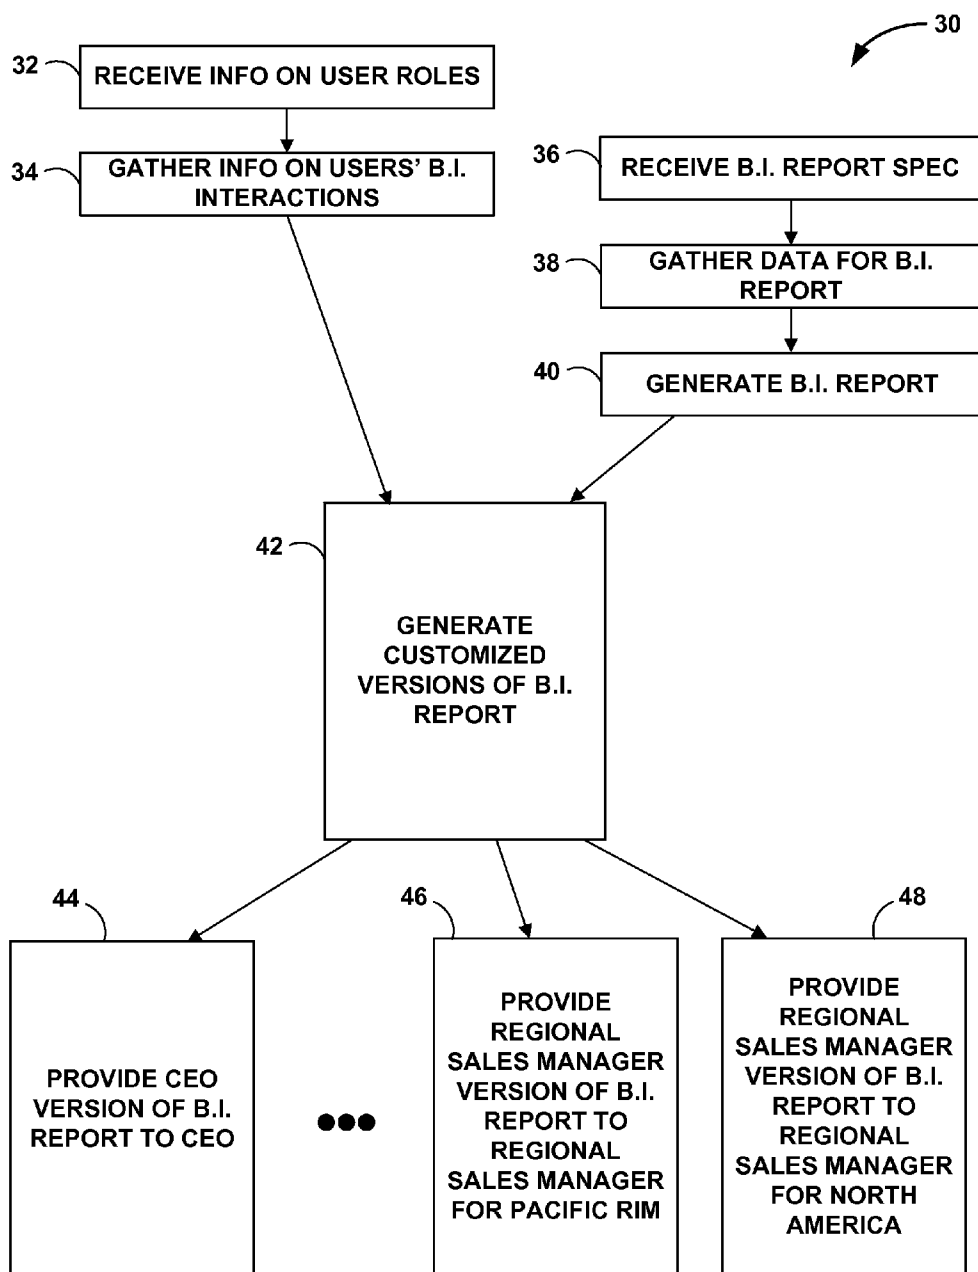 30
32
RECEIVE INFO ON USER ROLES
34
GATHER INFO ON USERS' B.I.
INTERACTIONS
36
RECEIVE B.I. REPORT SPEC
38
GATHER DATA FOR B.I.
REPORT
40
GENERATE B.I. REPORT
42
GENERATE
CUSTOMIZED
VERSIONS OF B.I.
REPORT
44
PROVIDE CEO
VERSION OF B.I.
REPORT TO CEO
46
PROVIDE
REGIONAL
SALES MANAGER
VERSION OF B.I.
REPORT TO
REGIONAL
SALES MANAGER
FOR PACIFIC RIM
48
PROVIDE
REGIONAL
SALES MANAGER
VERSION OF B.I.
REPORT TO
REGIONAL
SALES MANAGER
FOR NORTH
AMERICA